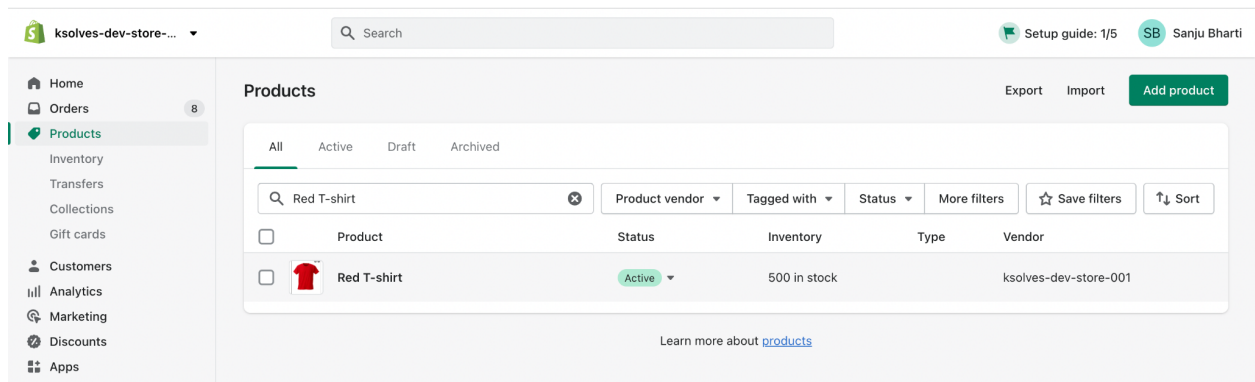 ksolves-dev-store-...
Search
Setup guide: 1/5
SB
Sanju Bharti
Home
Orders 8
Products
Inventory
Transfers
Collections
Gift cards
Customers
Analytics
Marketing
Discounts
Apps
Products
Export Import Add product
All Active Draft Archived
Red T-shirt Product vendor Tagged with Status More filters Save filters Sort
Product Status Inventory Type Vendor
Red T-shirt Active 500 in stock ksolves-dev-store-001
Learn more about products